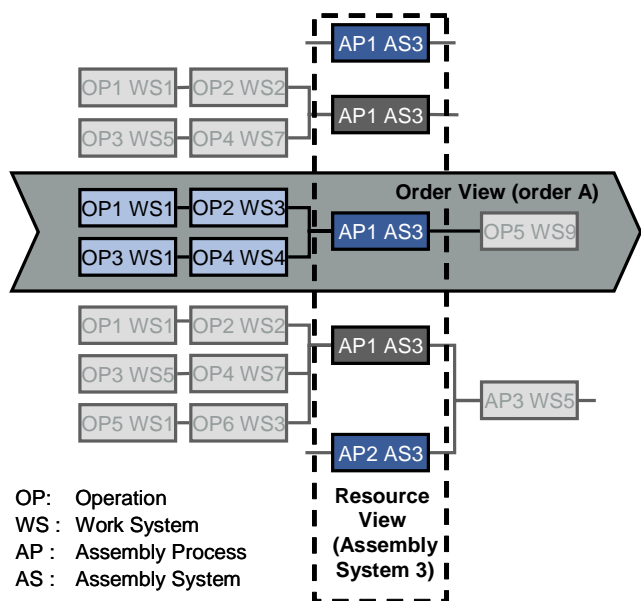 AP1 AS3
OP1 WS1 OP2 WS2
AP1 AS3
OP3 WS5 OP4 WS7
Order View (order A)
OP1 WS1 OP2 WS3
AP1 AS3 OP5 WS9
OP3 WS1 OP4 WS4
OP1 WS1 OP2 WS2
AP1 AS3
OP3 WS5 OP4 WS7
AP3 WS5
OP5 WS1 OP6 WS3
AP2 AS3
OP: Operation
WS : Work System
AP : Assembly Process
AS : Assembly System
Resource
View
(Assembly
System 3)